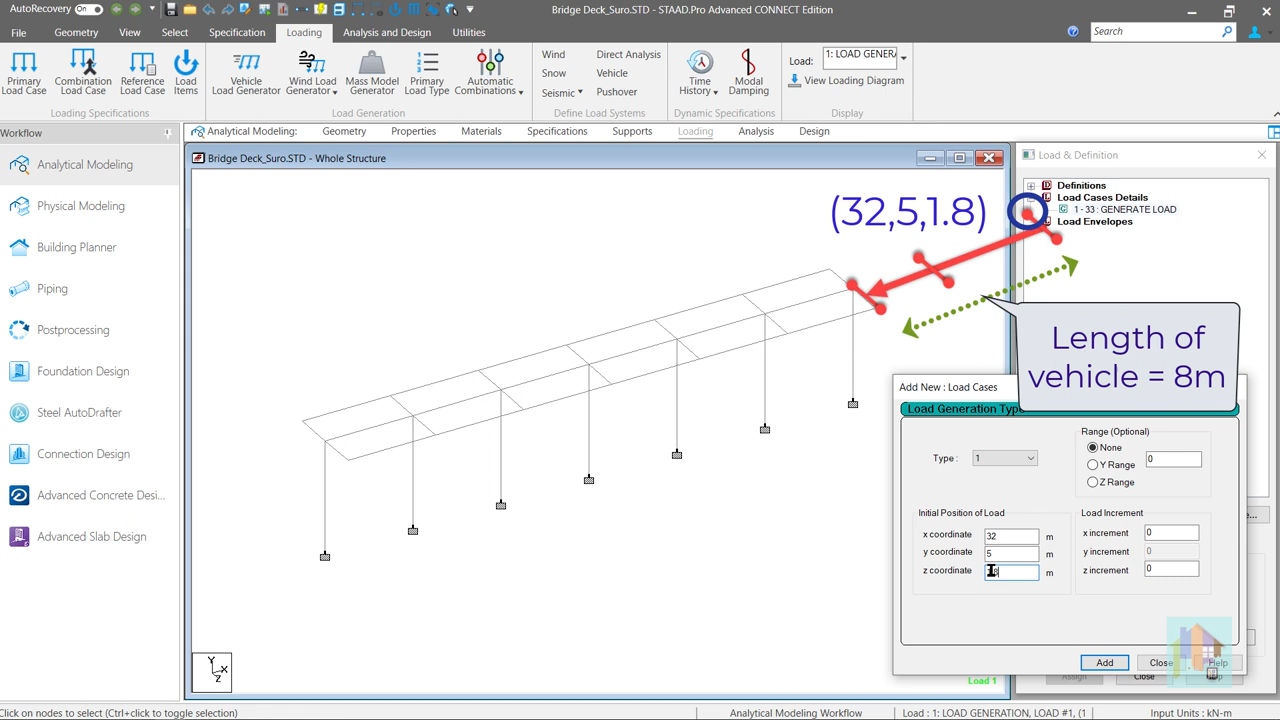 AutoRecovery On
Bridge Deck_Suro.STD - STAAD.Pro Advanced CONNECT Edition
File Geometry View Select Specification Loading Analysis and Design Utilities
Search
Primary Load Case
Combination Load Case
Reference Load Case
Load Items
Vehicle Load Generator
Wind Load Generator
Mass Model Generator
Primary Load Type
Automatic Combinations
Wind
Snow
Seismic
Direct Analysis
Vehicle
Pushover
Time History
Modal Damping
Load: 1: LOAD GENERA
View Loading Diagram
Loading Specifications
Load Generation
Define Load Systems
Dynamic Specifications
Display
Workflow
Analytical Modeling: Geometry Properties Materials Specifications Supports Loading Analysis Design
Analytical Modeling
Physical Modeling
Building Planner
Piping
Postprocessing
Foundation Design
Steel AutoDrafter
Connection Design
Advanced Concrete Desi...
Advanced Slab Design
Bridge Deck_Suro.STD - Whole Structure
(32,5,1.8)
Length of
vehicle = 8m
Y
X
Z
Load 1
Load & Definition
Definitions
Load Cases Details
1 - 33 : GENERATE LOAD
Load Envelopes
Add New : Load Cases
Load Generation Type
Type : 1
Range (Optional)
None
Y Range
0
Z Range
Initial Position of Load
x coordinate 32 m
y coordinate 5 m
z coordinate m
Load Increment
x increment 0
y increment 0
z increment 0
Add Close Help
Assign Close
Click on nodes to select (Ctrl+click to toggle selection)
Analytical Modeling Workflow
Load : 1: LOAD GENERATION, LOAD #1, (1
Input Units : kN-m